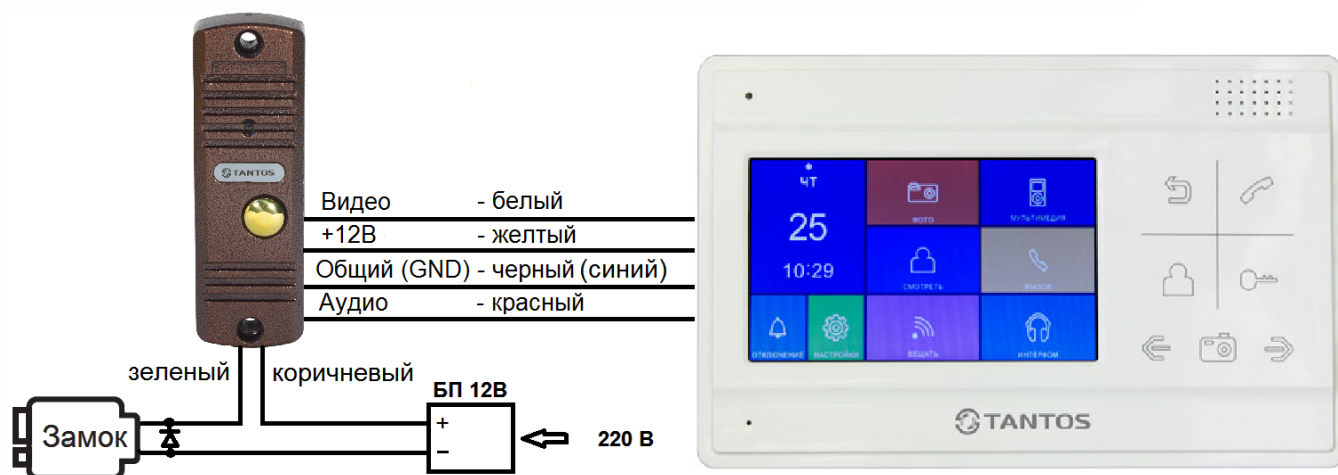 TANTOS
Видео - белый
+12В - желтый
Общий (GND) - черный (синий)
Аудио - красный
зеленый
коричневый
БП 12В
+
−
220 В
Замок
ЧТ
25
10:29
ФОТО
МУЛЬТИМЕДИЯ
СМОТРЕТЬ
ВЫЗОВ
ОТКЛЮЧЕНИЕ
НАСТРОЙКИ
ВЕЩАТЬ
ИНТЕРКОМ
TANTOS